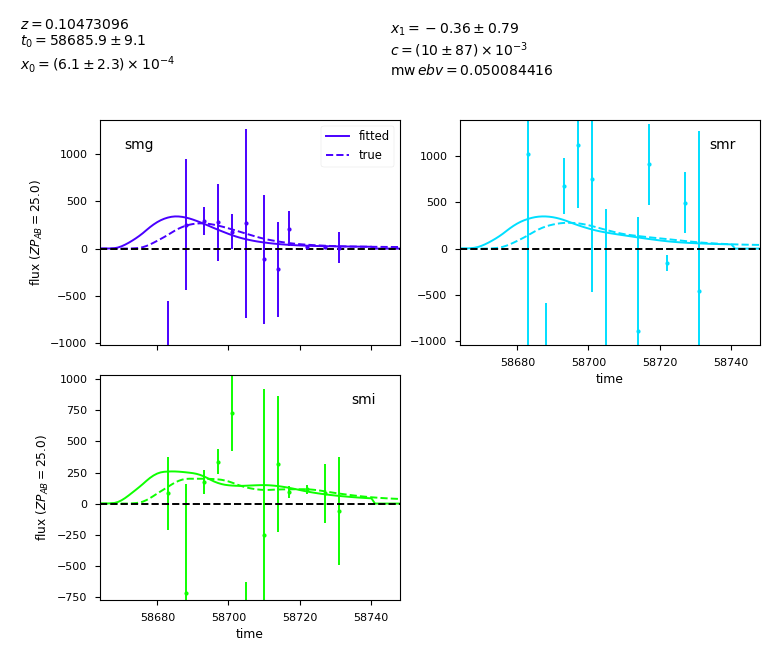 z = 0.10473096
t₀ = 58685.9 ± 9.1
x₀ = (6.1 ± 2.3) × 10⁻⁴
x₁ = −0.36 ± 0.79
c = (10 ± 87) × 10⁻³
mw ebv = 0.050084416
smg
fitted
true
1000
500
0
−500
−1000
flux (ZP_AB = 25.0)
smr
1000
500
0
−500
−1000
58680 58700 58720 58740
time
smi
1000
750
500
250
0
−250
−500
−750
flux (ZP_AB = 25.0)
58680 58700 58720 58740
time